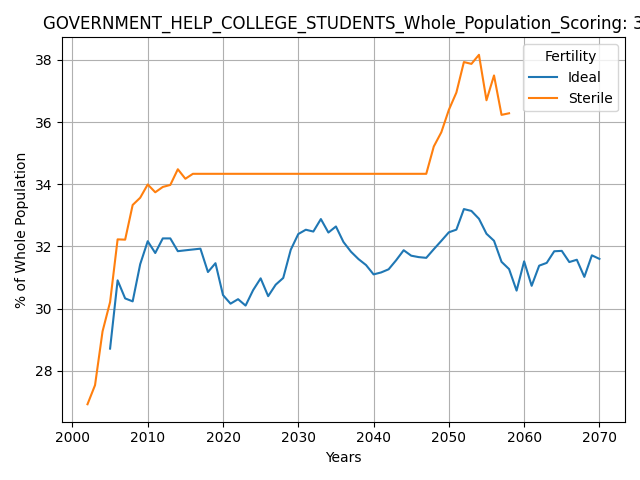 GOVERNMENT_HELP_COLLEGE_STUDENTS_Whole_Population_Scoring: 3
Fertility
Ideal
Sterile
% of Whole Population
38
36
34
32
30
28
2000 2010 2020 2030 2040 2050 2060 2070
Years